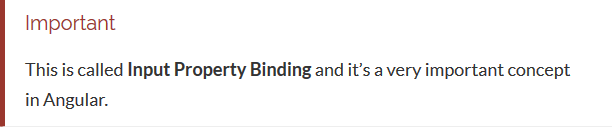 Important
This is called Input Property Binding and it’s a very important concept
in Angular.